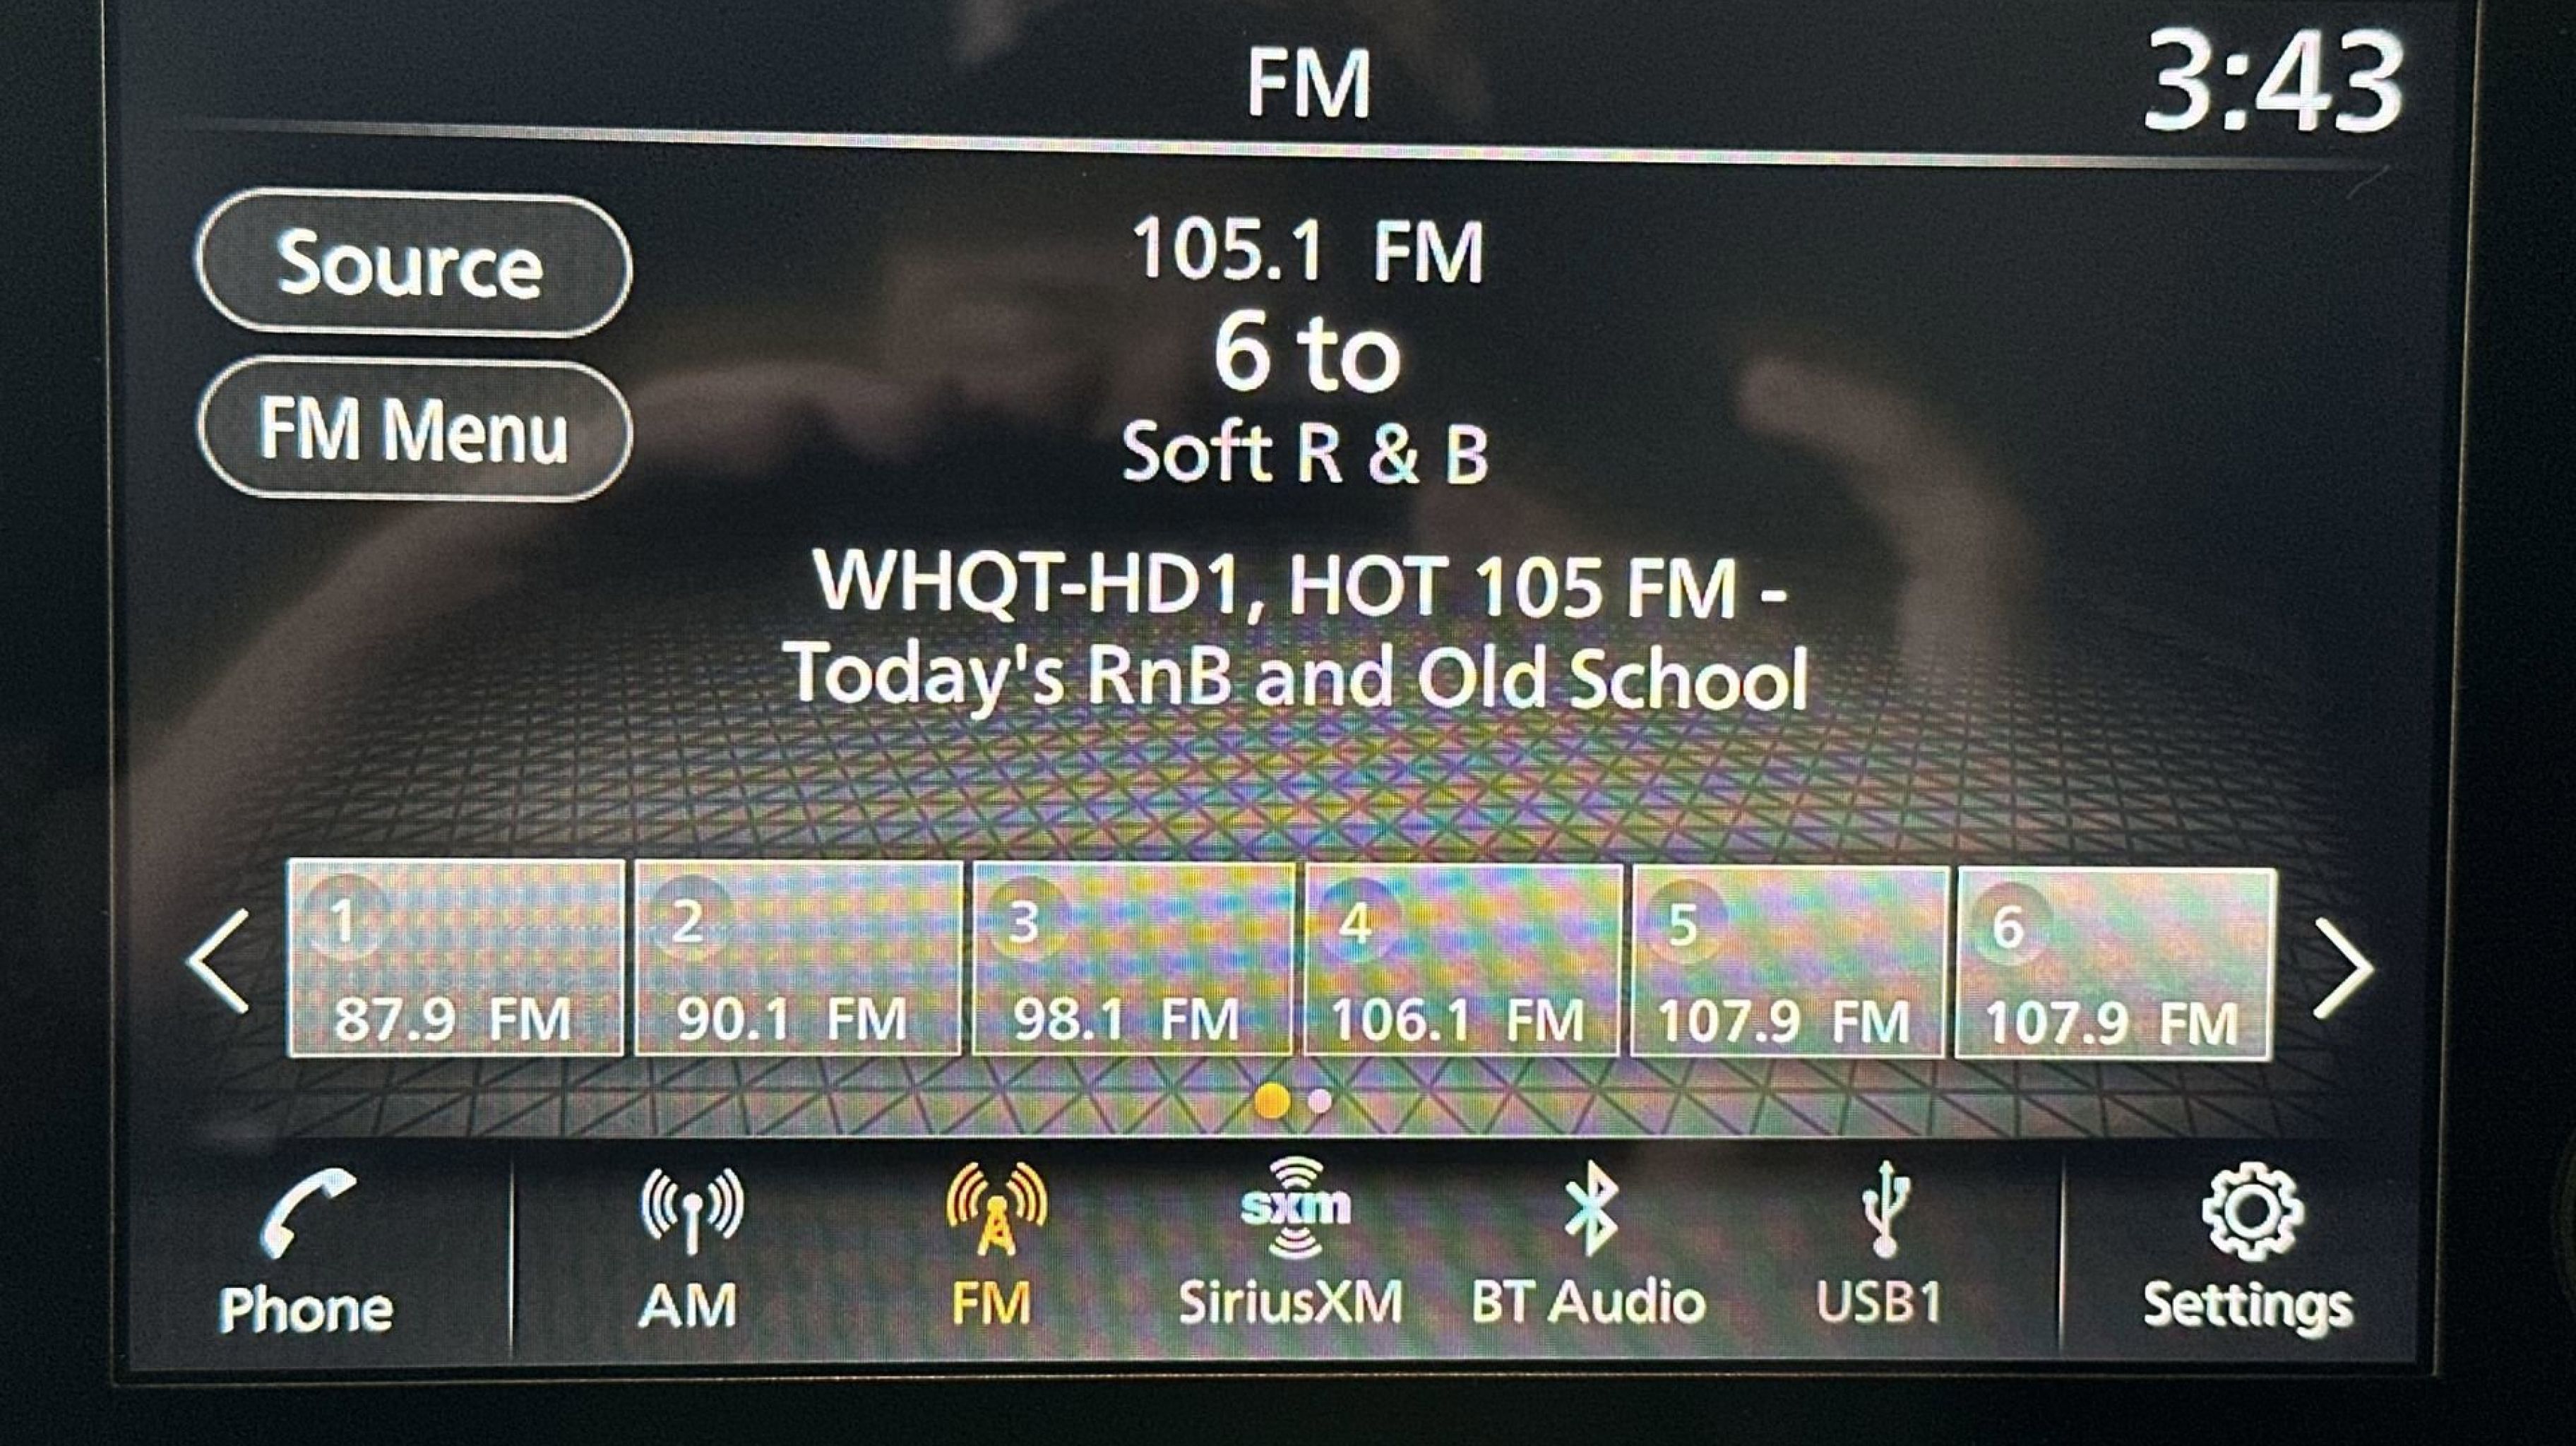 FM
3:43
Source
105.1 FM
6 to
FM Menu
Soft R & B
WHQT-HD1, HOT 105 FM -
Today's RnB and Old School
1 2 3 4 5 6
87.9 FM 90.1 FM 98.1 FM 106.1 FM 107.9 FM 107.9 FM
sxm
Phone AM FM SiriusXM BT Audio USB1 Settings